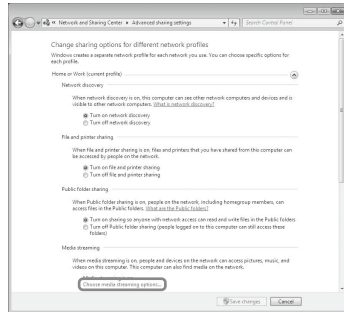 « Network and Sharing Center ▸ Advanced sharing settings
Search Control Panel
Change sharing options for different network profiles
Windows creates a separate network profile for each network you use. You can choose specific options for
each profile.
Home or Work (current profile)
Network discovery
When network discovery is on, this computer can see other network computers and devices and is
visible to other network computers. What is network discovery?
Turn on network discovery
Turn off network discovery
File and printer sharing
When file and printer sharing is on, files and printers that you have shared from this computer can
be accessed by people on the network.
Turn on file and printer sharing
Turn off file and printer sharing
Public folder sharing
When Public folder sharing is on, people on the network, including homegroup members, can
access files in the Public folders. What are the Public folders?
Turn on sharing so anyone with network access can read and write files in the Public folders
Turn off Public folder sharing (people logged on to this computer can still access these
folders)
Media streaming
When media streaming is on, people and devices on the network can access pictures, music, and
videos on this computer. This computer can also find media on the network.
Choose media streaming options...
Save changes
Cancel